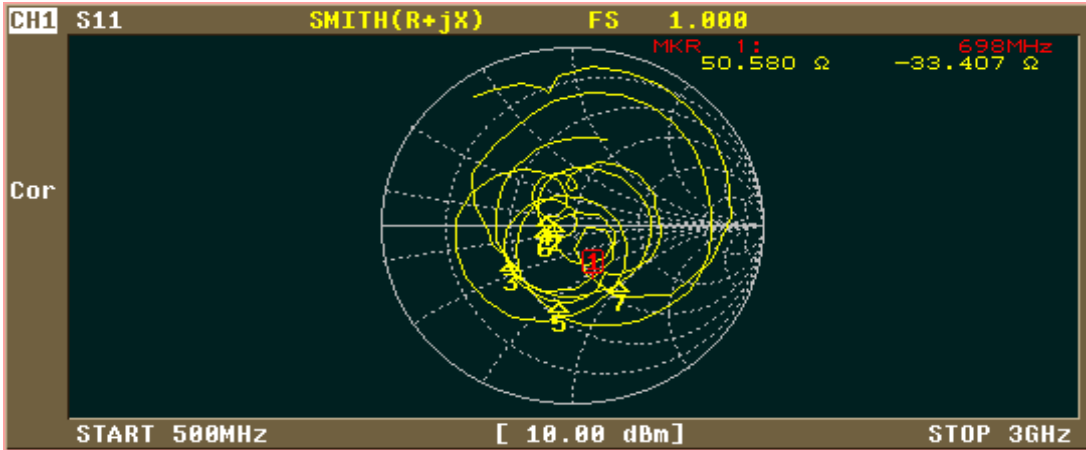 CH1 S11 SMITH(R+jX) FS 1.000
MKR 1: 698MHz
50.580 Ω -33.407 Ω
Cor
6
1
3
7
5
START 500MHz [ 10.00 dBm] STOP 3GHz